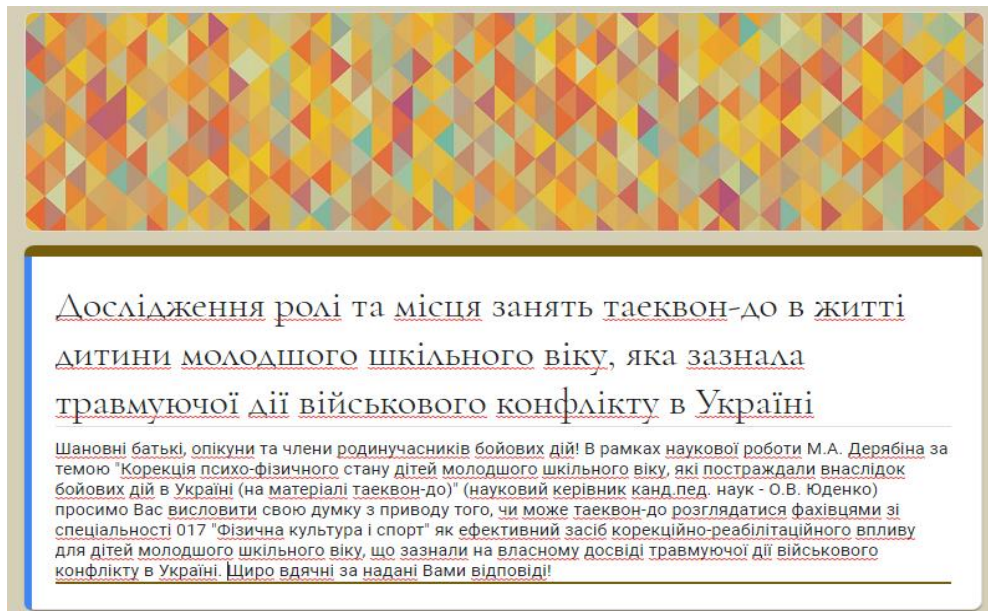 Дослідження ролі та місця занять таеквон-до в житті
дитини молодшого шкільного віку, яка зазнала
травмуючої дії військового конфлікту в Україні
Шановні батькі, опікуни та члени родинучасників бойових дій! В рамках наукової роботи М.А. Дерябіна за
темою "Корекція психо-фізичного стану дітей молодшого шкільного віку, які постраждали внаслідок
бойових дій в Україні (на матеріалі таеквон-до)" (науковий керівник канд.пед. наук - О.В. Юденко)
просимо Вас висловити свою думку з приводу того, чи може таеквон-до розглядатися фахівцями зі
спеціальності 017 "Фізична культура і спорт" як ефективний засіб корекційно-реабілітаційного впливу
для дітей молодшого шкільного віку, що зазнали на власному досвіді травмуючої дії військового
конфлікту в Україні. Щиро вдячні за надані Вами відповіді!